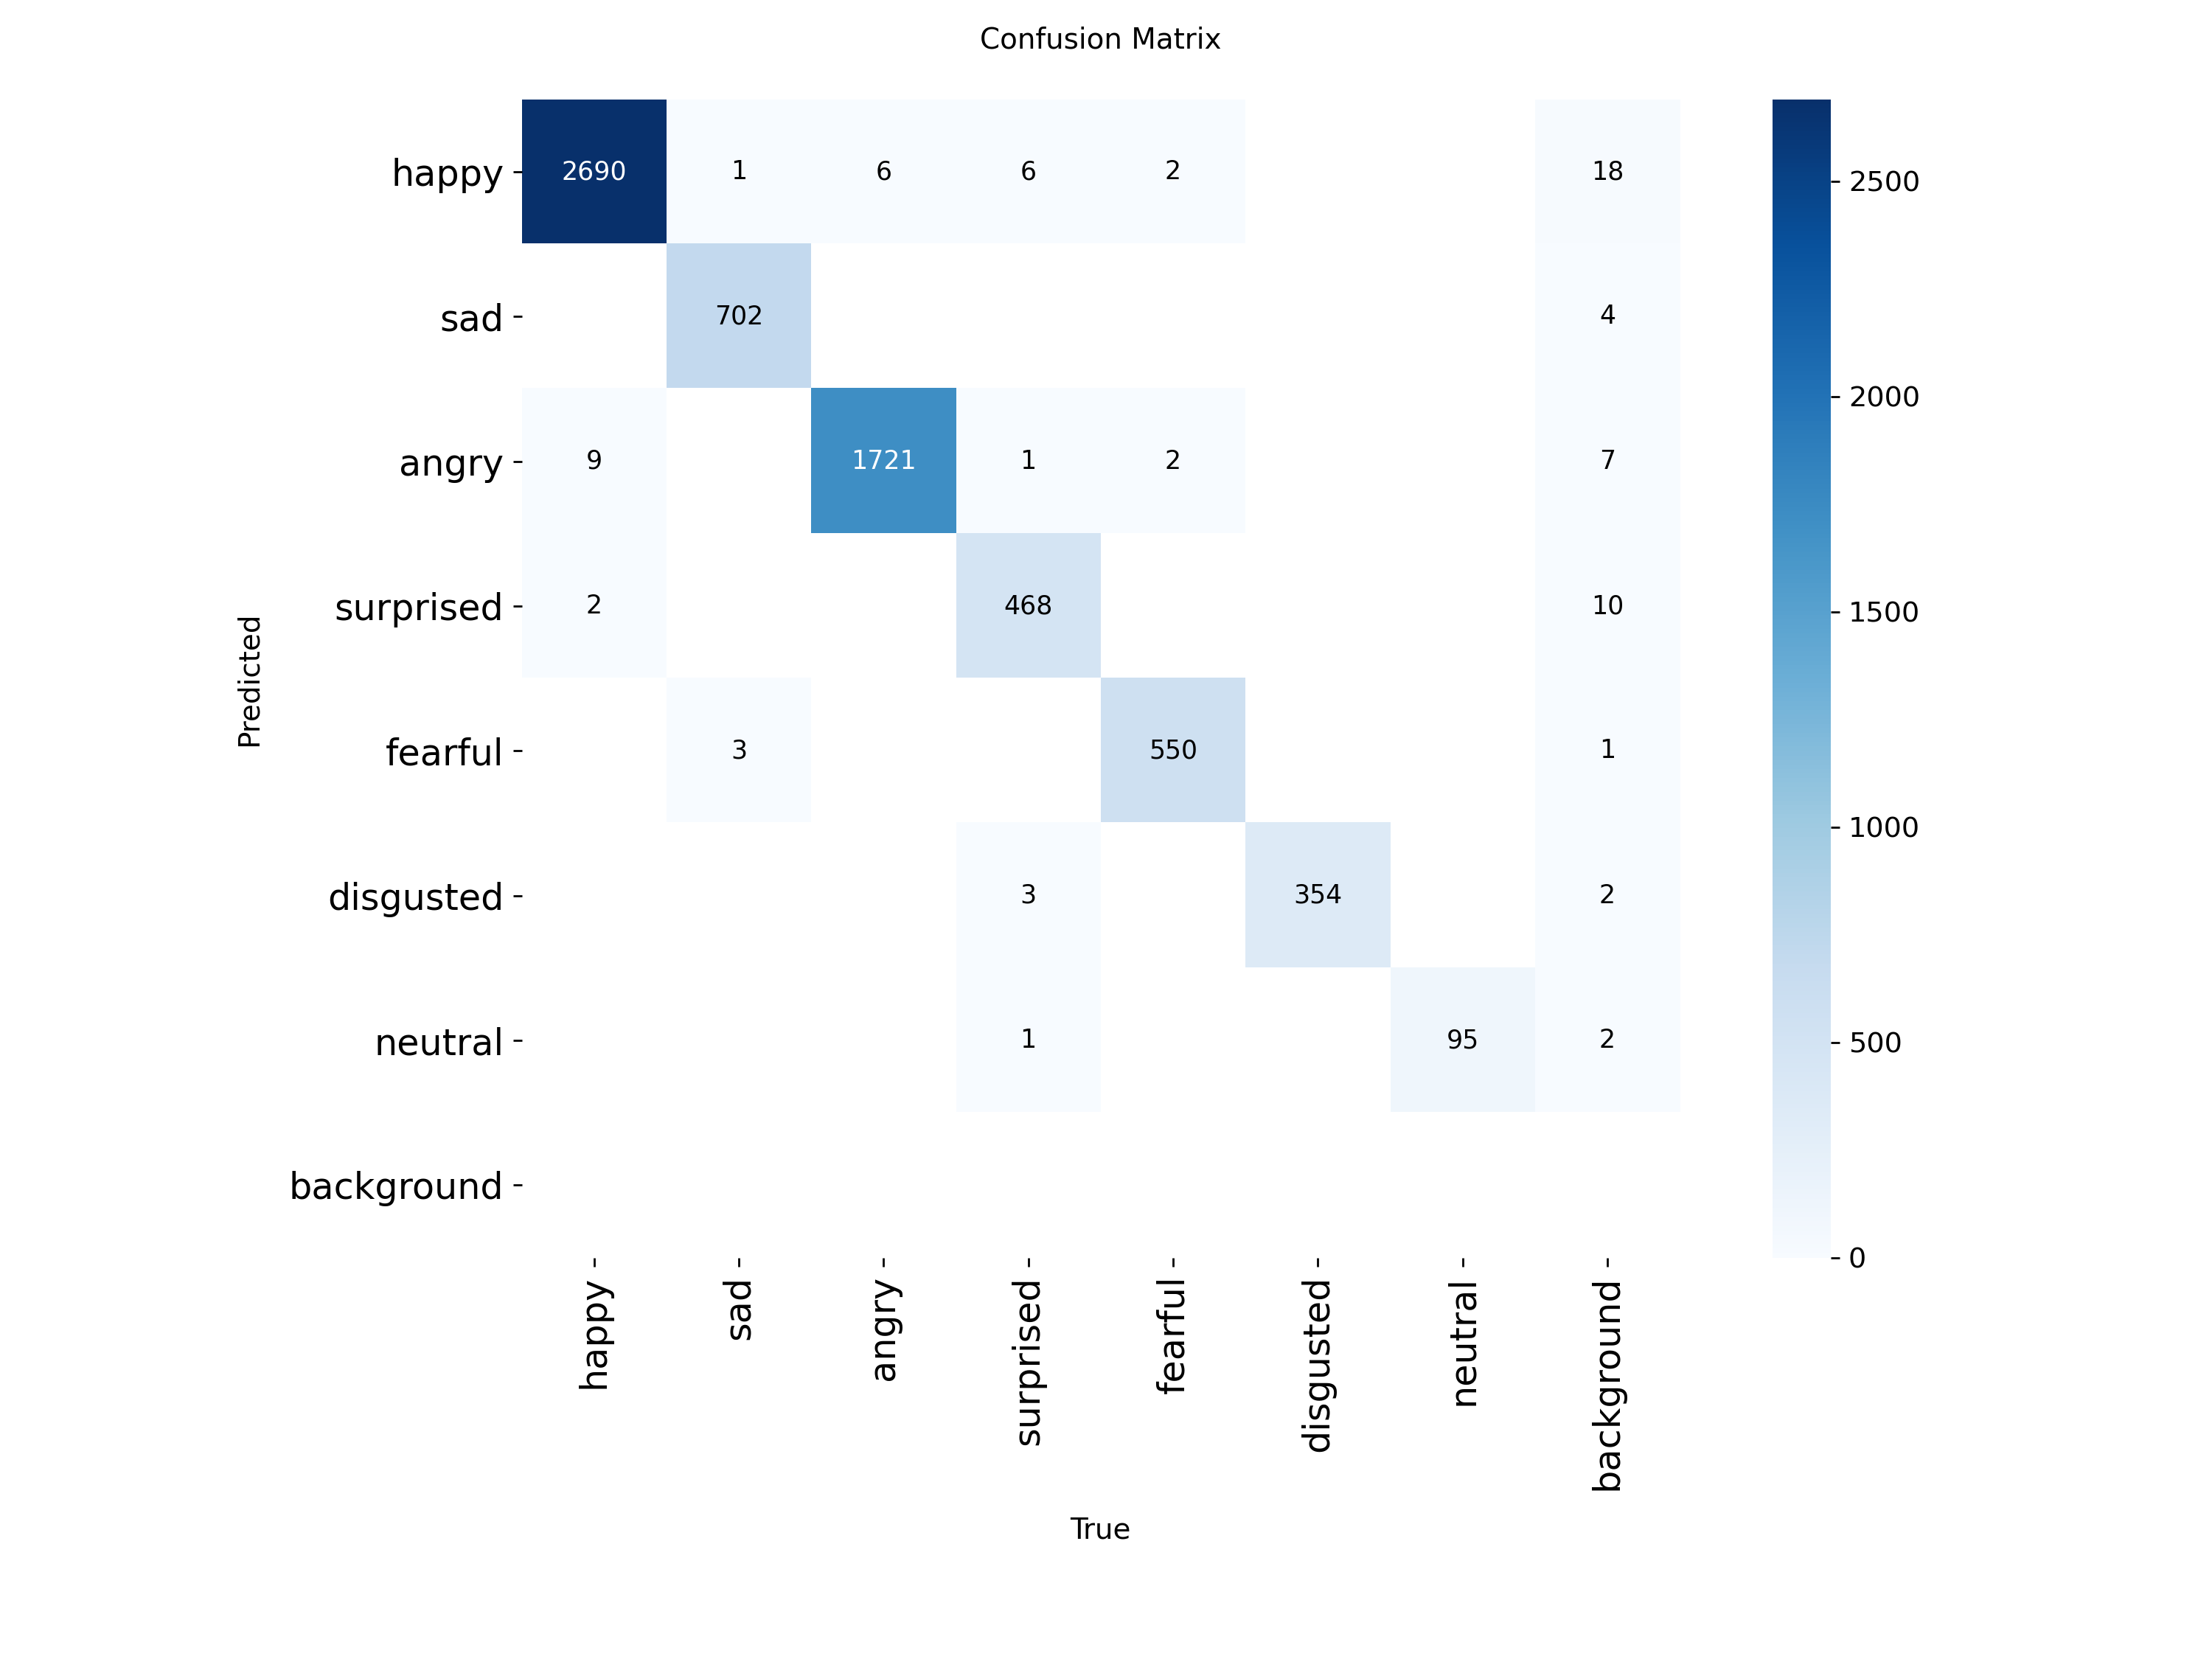 Confusion Matrix
happy 2690 1 6 6 2 18
sad 702 4
angry 9 1721 1 2 7
surprised 2 468 10
fearful 3 550 1
disgusted 3 354 2
neutral 1 95 2
background
Predicted
happy sad angry surprised fearful disgusted neutral background
True
2500
2000
1500
1000
500
0